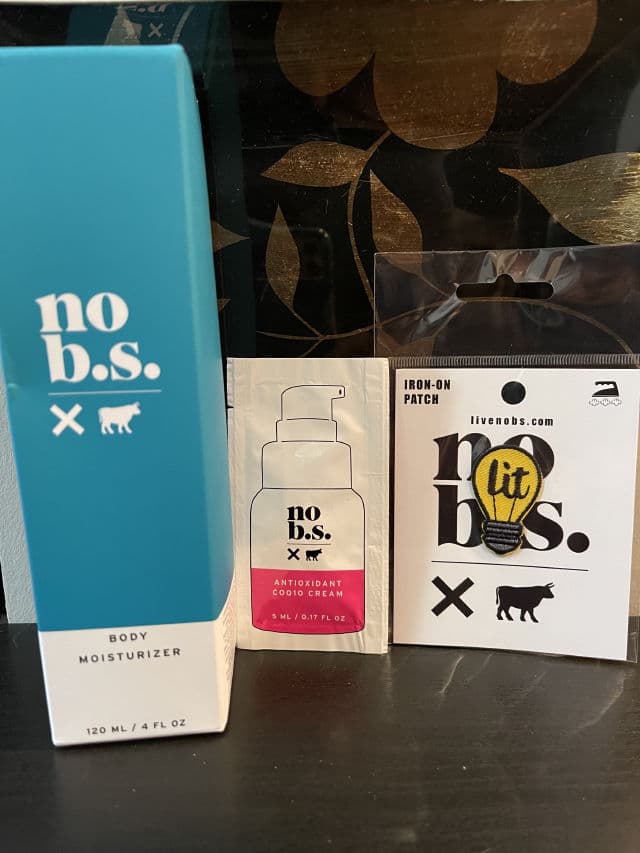 no
b.s.
BODY
MOISTURIZER
120 ML / 4 FL OZ
no
b.s.
ANTIOXIDANT
COQ10 CREAM
5 ML / 0.17 FL OZ
IRON-ON
PATCH
livenobs.com
no
b.s.
lit